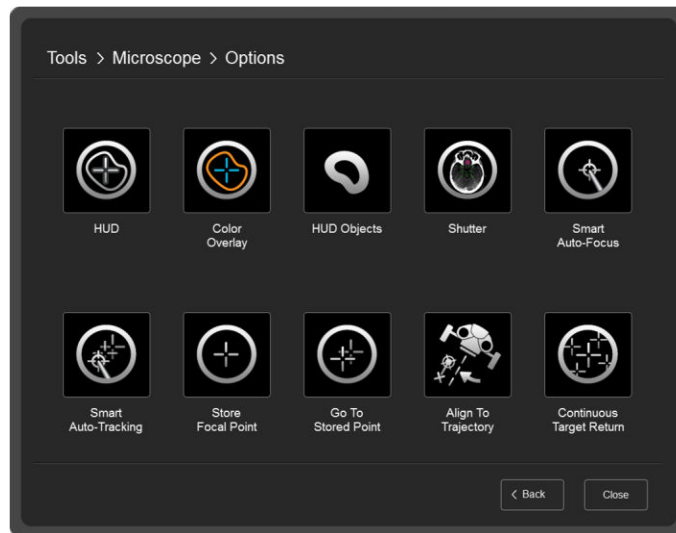 Tools > Microscope > Options
HUD
Color
Overlay
HUD Objects
Shutter
Smart
Auto-Focus
Smart
Auto-Tracking
Store
Focal Point
Go To
Stored Point
Align To
Trajectory
Continuous
Target Return
< Back
Close